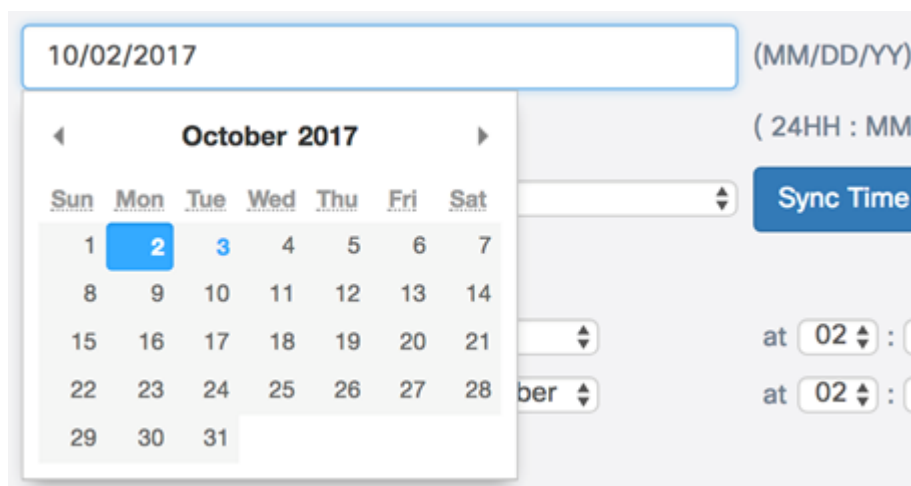 10/02/2017 (MM/DD/YY)
( 24HH : MM
October 2017
Sun Mon Tue Wed Thu Fri Sat
Sync Time
1 2 3 4 5 6 7
8 9 10 11 12 13 14
15 16 17 18 19 20 21
at 02 :
22 23 24 25 26 27 28
ber at 02 :
29 30 31